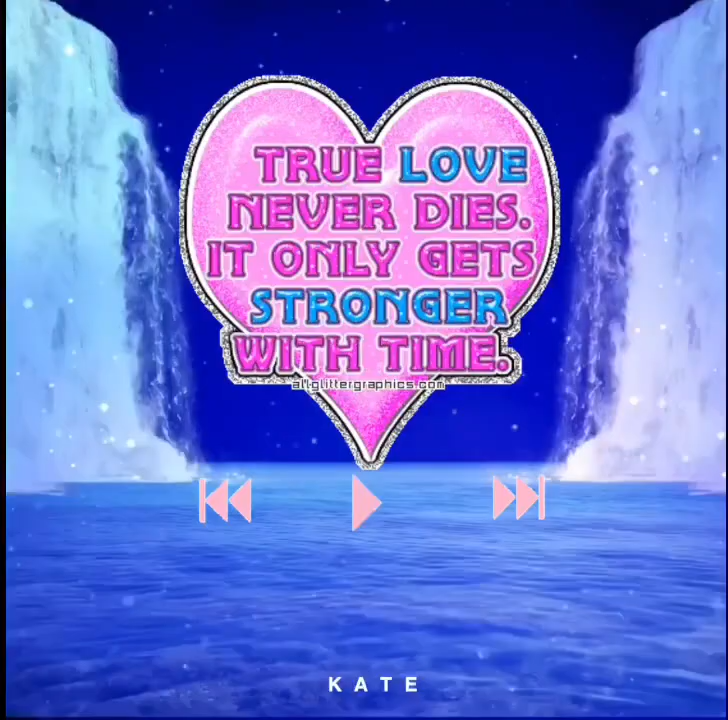 TRUE LOVE
NEVER DIES.
IT ONLY GETS
STRONGER
WITH TIME.
allglittergraphics.com
KATE